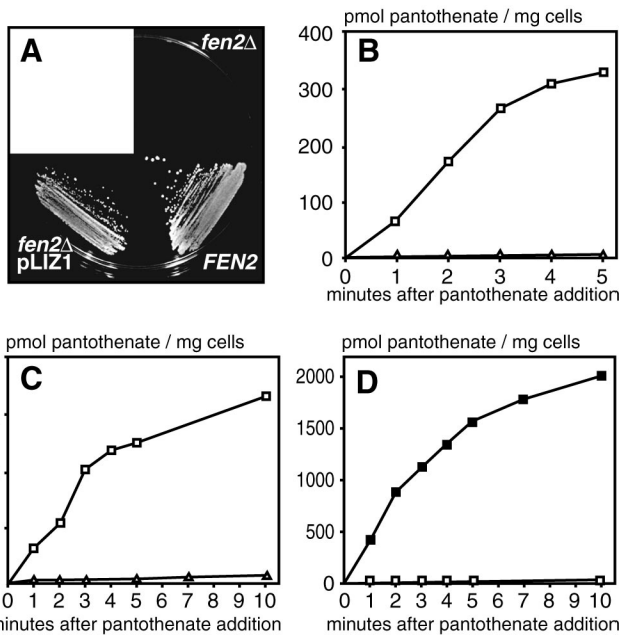 A
fen2Δ
fen2Δ
pLIZ1
FEN2
pmol pantothenate / mg cells
B
400
300
200
100
0
0 1 2 3 4 5
minutes after pantothenate addition
pmol pantothenate / mg cells
C
0 1 2 3 4 5 6 7 8 9 10
minutes after pantothenate addition
pmol pantothenate / mg cells
D
2000
1500
1000
500
0
0 1 2 3 4 5 6 7 8 9 10
minutes after pantothenate addition